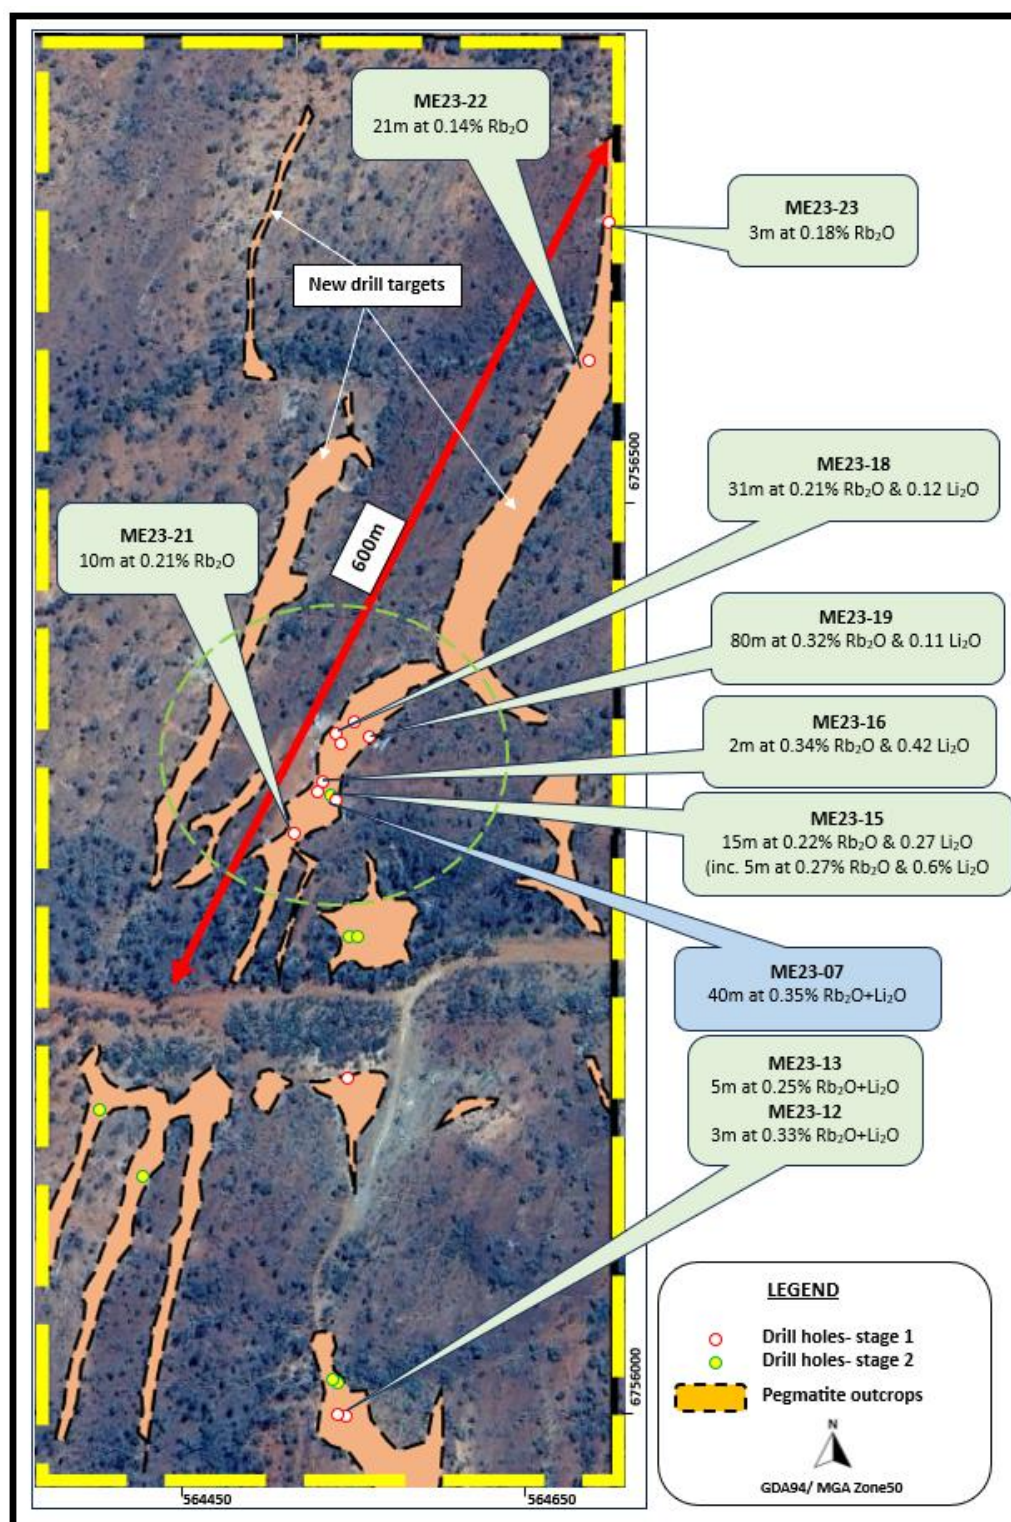 ME23-22
21m at 0.14% Rb₂O
ME23-23
3m at 0.18% Rb₂O
New drill targets
6756500
ME23-18
31m at 0.21% Rb₂O & 0.12 Li₂O
600m
ME23-21
10m at 0.21% Rb₂O
ME23-19
80m at 0.32% Rb₂O & 0.11 Li₂O
ME23-16
2m at 0.34% Rb₂O & 0.42 Li₂O
ME23-15
15m at 0.22% Rb₂O & 0.27 Li₂O
(inc. 5m at 0.27% Rb₂O & 0.6% Li₂O
ME23-07
40m at 0.35% Rb₂O+Li₂O
ME23-13
5m at 0.25% Rb₂O+Li₂O
ME23-12
3m at 0.33% Rb₂O+Li₂O
6756000
LEGEND
Drill holes- stage 1
Drill holes- stage 2
Pegmatite outcrops
N
GDA94/ MGA Zone50
564450
564650